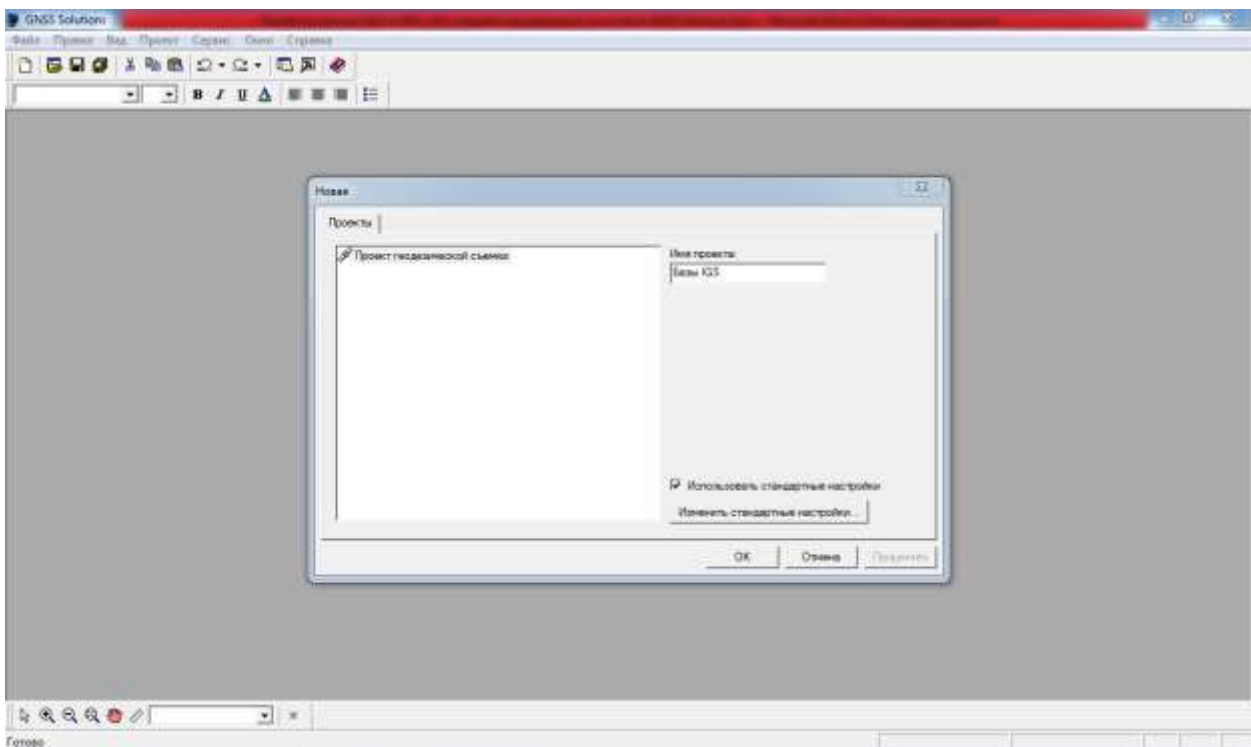 GNSS Solutions
Файл Правка Вид Проект Сервис Окно Справка
B I U A
Новая
Проекты
Проект геодезической съемки
Имя проекта
Базы IGS
Использовать стандартные настройки
Изменить стандартные настройки...
OK Отмена Применить
Готово